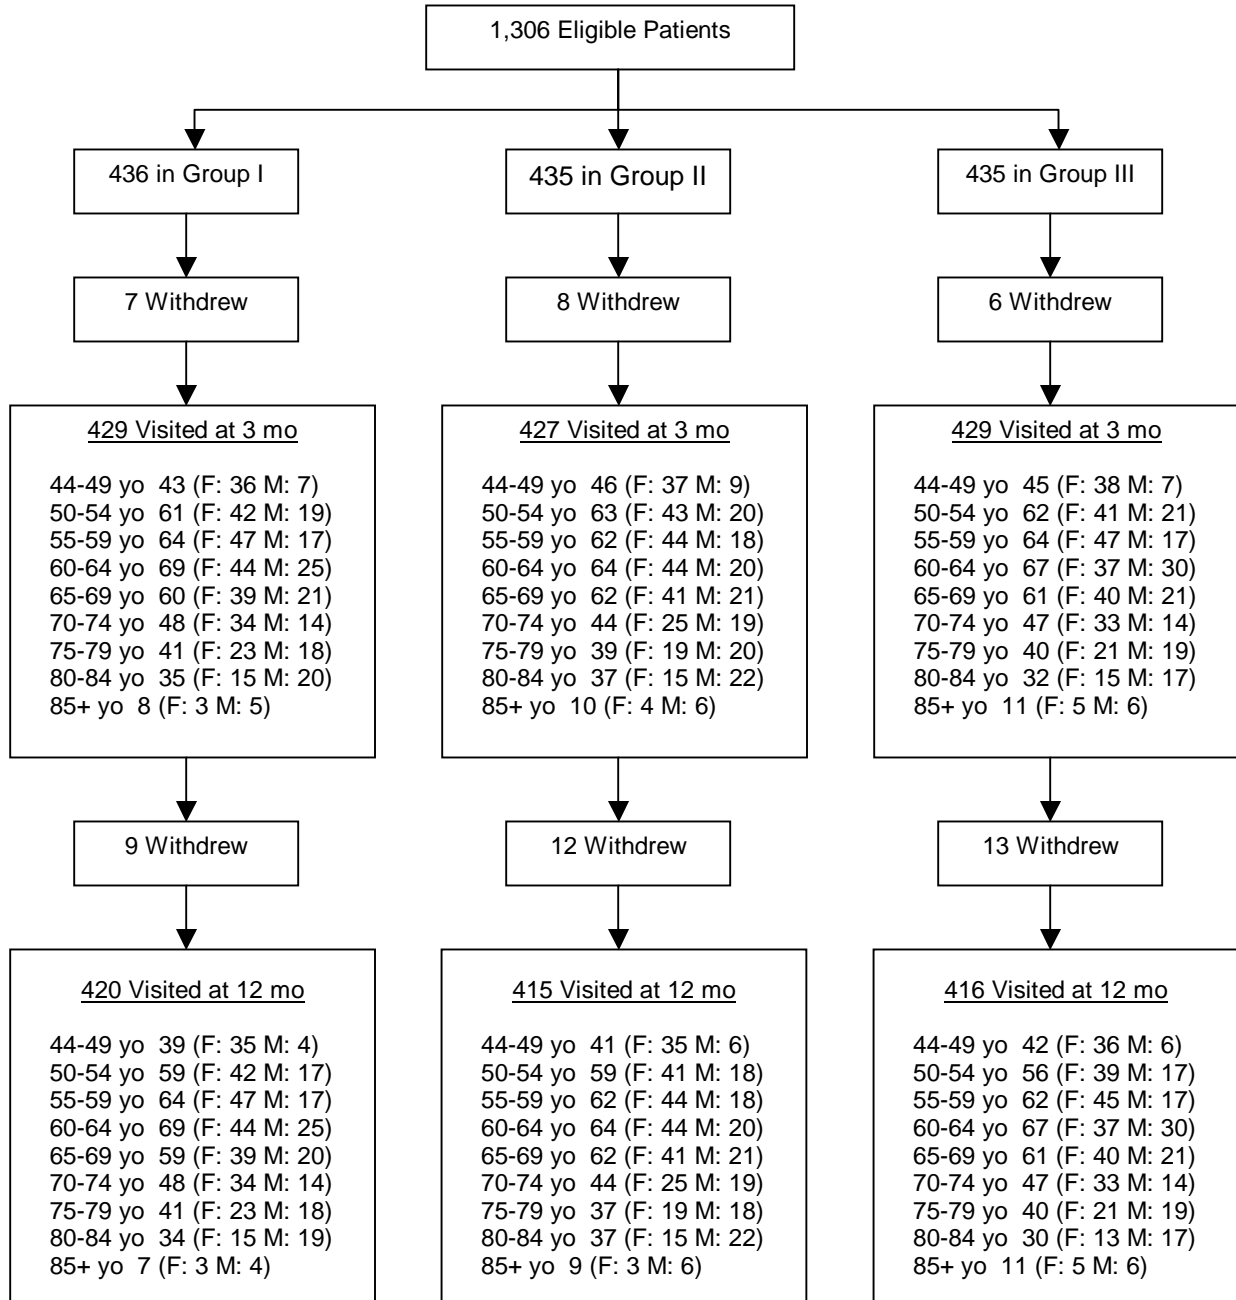 1,306 Eligible Patients
436 in Group I
435 in Group II
435 in Group III
7 Withdrew
8 Withdrew
6 Withdrew
429 Visited at 3 mo
44-49 yo 43 (F: 36 M: 7)
50-54 yo 61 (F: 42 M: 19)
55-59 yo 64 (F: 47 M: 17)
60-64 yo 69 (F: 44 M: 25)
65-69 yo 60 (F: 39 M: 21)
70-74 yo 48 (F: 34 M: 14)
75-79 yo 41 (F: 23 M: 18)
80-84 yo 35 (F: 15 M: 20)
85+ yo 8 (F: 3 M: 5)
427 Visited at 3 mo
44-49 yo 46 (F: 37 M: 9)
50-54 yo 63 (F: 43 M: 20)
55-59 yo 62 (F: 44 M: 18)
60-64 yo 64 (F: 44 M: 20)
65-69 yo 62 (F: 41 M: 21)
70-74 yo 44 (F: 25 M: 19)
75-79 yo 39 (F: 19 M: 20)
80-84 yo 37 (F: 15 M: 22)
85+ yo 10 (F: 4 M: 6)
429 Visited at 3 mo
44-49 yo 45 (F: 38 M: 7)
50-54 yo 62 (F: 41 M: 21)
55-59 yo 64 (F: 47 M: 17)
60-64 yo 67 (F: 37 M: 30)
65-69 yo 61 (F: 40 M: 21)
70-74 yo 47 (F: 33 M: 14)
75-79 yo 40 (F: 21 M: 19)
80-84 yo 32 (F: 15 M: 17)
85+ yo 11 (F: 5 M: 6)
9 Withdrew
12 Withdrew
13 Withdrew
420 Visited at 12 mo
44-49 yo 39 (F: 35 M: 4)
50-54 yo 59 (F: 42 M: 17)
55-59 yo 64 (F: 47 M: 17)
60-64 yo 69 (F: 44 M: 25)
65-69 yo 59 (F: 39 M: 20)
70-74 yo 48 (F: 34 M: 14)
75-79 yo 41 (F: 23 M: 18)
80-84 yo 34 (F: 15 M: 19)
85+ yo 7 (F: 3 M: 4)
415 Visited at 12 mo
44-49 yo 41 (F: 35 M: 6)
50-54 yo 59 (F: 41 M: 18)
55-59 yo 62 (F: 44 M: 18)
60-64 yo 64 (F: 44 M: 20)
65-69 yo 62 (F: 41 M: 21)
70-74 yo 44 (F: 25 M: 19)
75-79 yo 37 (F: 19 M: 18)
80-84 yo 37 (F: 15 M: 22)
85+ yo 9 (F: 3 M: 6)
416 Visited at 12 mo
44-49 yo 42 (F: 36 M: 6)
50-54 yo 56 (F: 39 M: 17)
55-59 yo 62 (F: 45 M: 17)
60-64 yo 67 (F: 37 M: 30)
65-69 yo 61 (F: 40 M: 21)
70-74 yo 47 (F: 33 M: 14)
75-79 yo 40 (F: 21 M: 19)
80-84 yo 30 (F: 13 M: 17)
85+ yo 11 (F: 5 M: 6)